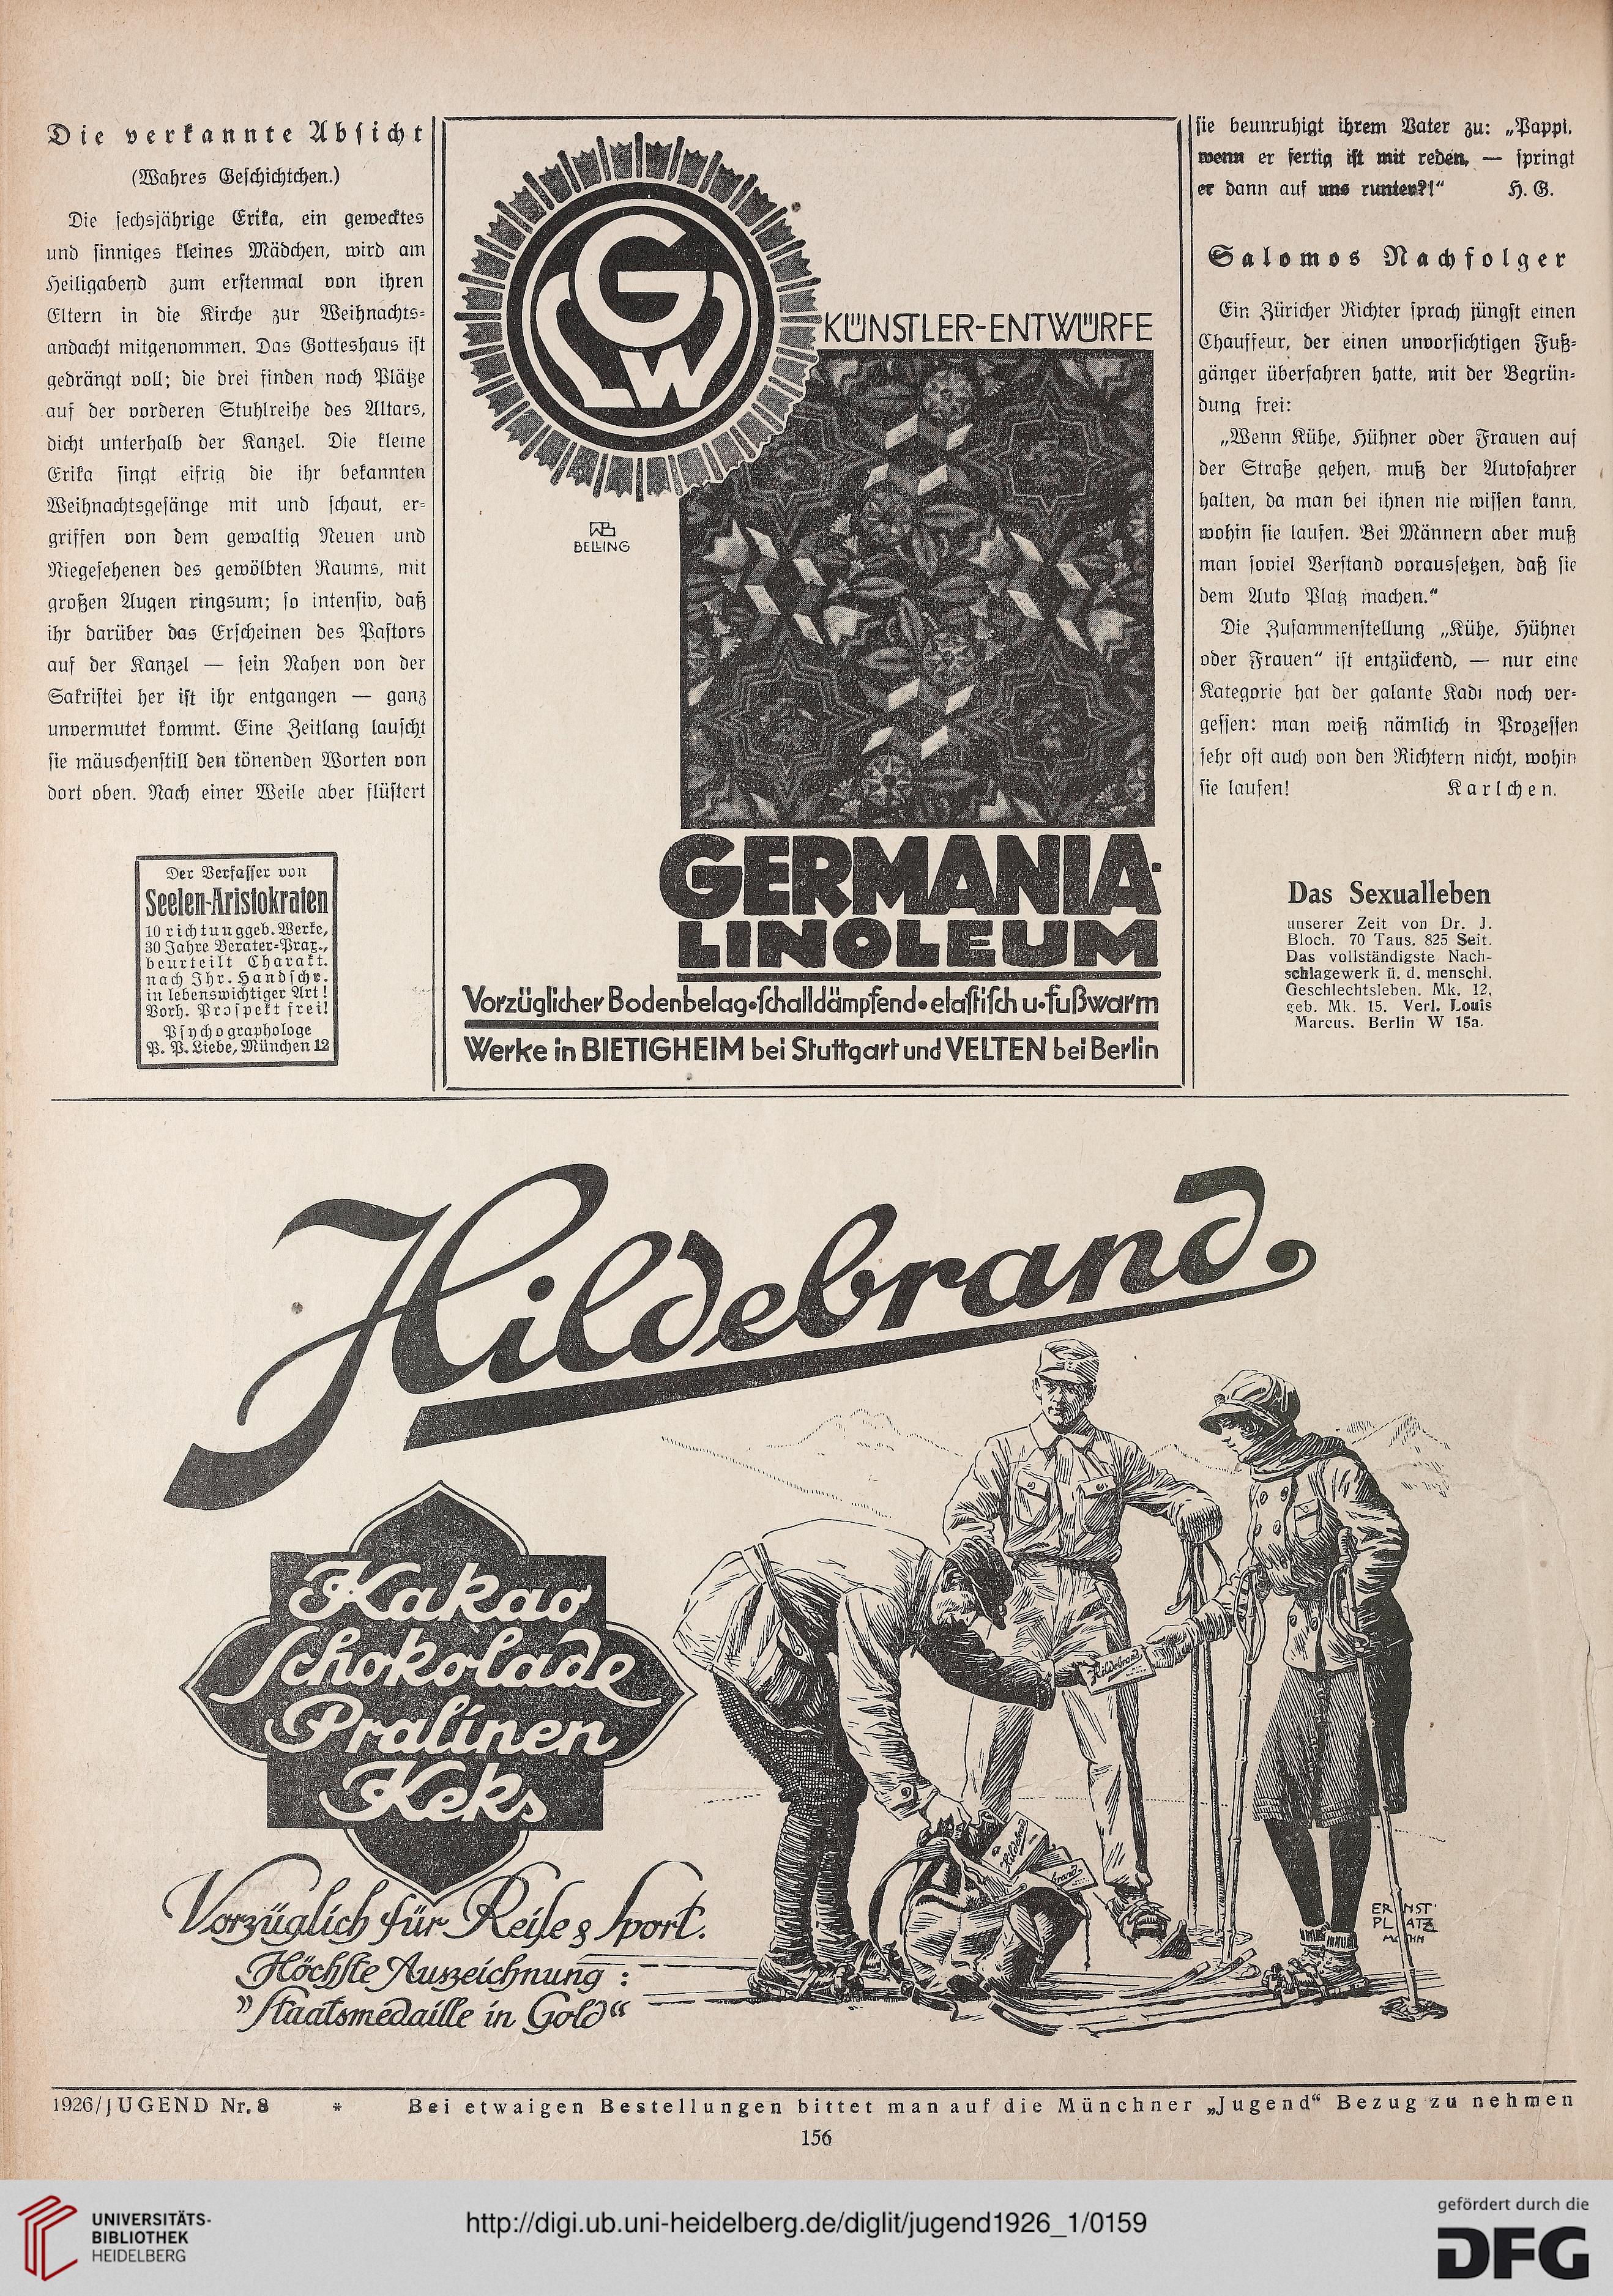 Die verkannte Absicht
(Wahres Geschichtchen.)
Die sechsjährige Erika, ein gewecktes
und sinniges kleines Mädchen, wird am
Heiligabend zum erstenmal von ihren
Eltern in die Kirche zur Weihnachts-
andacht mitgenommen. Das Gotteshaus ist
gedrängt voll; die drei finden noch Plätze
auf der vorderen Stuhlreihe des Altars,
dicht unterhalb der Kanzel. Die kleine
Erika singt eifrig die ihr bekannten
Weihnachtsgesänge mit und schaut, er-
griffen von dem gewaltig Neuen und
Niegesehenen des gewölbten Raums, mit
großen Augen ringsum; so intensiv, daß
ihr darüber das Erscheinen des Pastors
auf der Kanzel — sein Nahen von der
Sakristei her ist ihr entgangen — ganz
unvermutet kommt. Eine Zeitlang lauscht
sie mäuschenstill den tönenden Worten von
dort oben. Nach einer Weile aber flüstert
Der Verfasser von
Seelen-Aristokraten
10 richtunggeb. Werke,
30 Jahre Berater-Prax.,
beurteilt Charakt.
nach Ihr. Handschr.
in lebenswichtiger Art!
Vorh. Prospekt frei!
Psychographologe
P. P. Liebe, München 12
GLW
KÜNSTLER-ENTWÜRFE
WB
BELLING
GERMANIA-
LINOLEUM
Vorzüglicher Bodenbelag • schalldämpfend • elastisch u • fußwarm
Werke in BIETIGHEIM bei Stuttgart und VELTEN bei Berlin
sie beunruhigt ihrem Vater zu: „Pappi,
wenn er fertig ist mit reden, — springt
er dann auf uns runter?!“ H. G.
Salomos Nachfolger
Ein Züricher Richter sprach jüngst einen
Chauffeur, der einen unvorsichtigen Fuß-
gänger überfahren hatte, mit der Begrün-
dung frei:
„Wenn Kühe, Hühner oder Frauen auf
der Straße gehen, muß der Autofahrer
halten, da man bei ihnen nie wissen kann,
wohin sie laufen. Bei Männern aber muß
man soviel Verstand voraussetzen, daß sie
dem Auto Platz machen.“
Die Zusammenstellung „Kühe, Hühner
oder Frauen“ ist entzückend, — nur eine
Kategorie hat der galante Kadi noch ver-
gessen: man weiß nämlich in Prozessen
sehr oft auch von den Richtern nicht, wohin
sie laufen! Karlchen.
Das Sexualleben
unserer Zeit von Dr. J.
Bloch. 70 Taus. 825 Seit.
Das vollständigste Nach-
schlagewerk ü. d. menschl.
Geschlechtsleben. Mk. 12,
geb. Mk. 15. Verl. Louis
Marcus. Berlin W 15a.
Hildebrand
Kakao
Schokolade
Pralinen
Keks
Vorzüglich für Reise & Sport.
Höchste Auszeichnung:
„Staatsmedaille in Gold“
Hildebrand
Hildebrand
brand
ERNST
PLATZ
MCHN
1926/JUGEND Nr. 8 * Bei etwaigen Bestellungen bittet man auf die Münchner „Jugend“ Bezug zu nehmen
156
UNIVERSITÄTS-
BIBLIOTHEK
HEIDELBERG
http://digi.ub.uni-heidelberg.de/diglit/jugend1926_1/0159
gefördert durch die
DFG